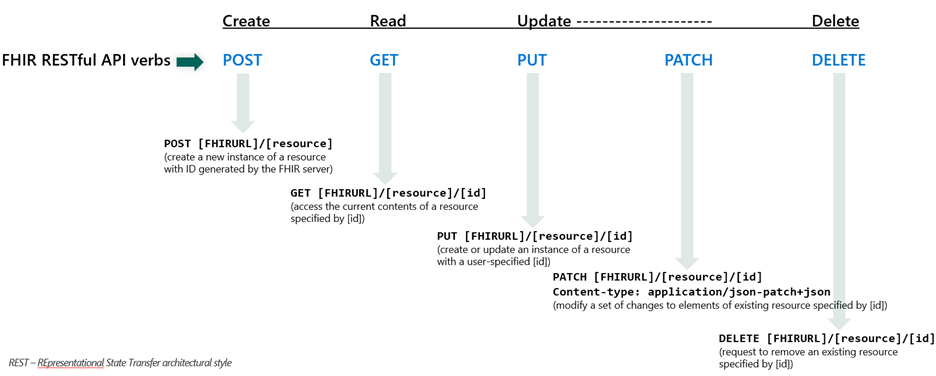 Create Read Update -------------------- Delete
FHIR RESTful API verbs POST GET PUT PATCH DELETE
POST [FHIRURL]/[resource]
(create a new instance of a resource
with ID generated by the FHIR server)
GET [FHIRURL]/[resource]/[id]
(access the current contents of a resource
specified by [id])
PUT [FHIRURL]/[resource]/[id]
(create or update an instance of a resource
with a user-specified [id])
PATCH [FHIRURL]/[resource]/[id]
Content-type: application/json-patch+json
(modify a set of changes to elements of existing resource specified by [id])
DELETE [FHIRURL]/[resource]/[id]
(request to remove an existing resource
specified by [id])
REST – REpresentational State Transfer architectural style